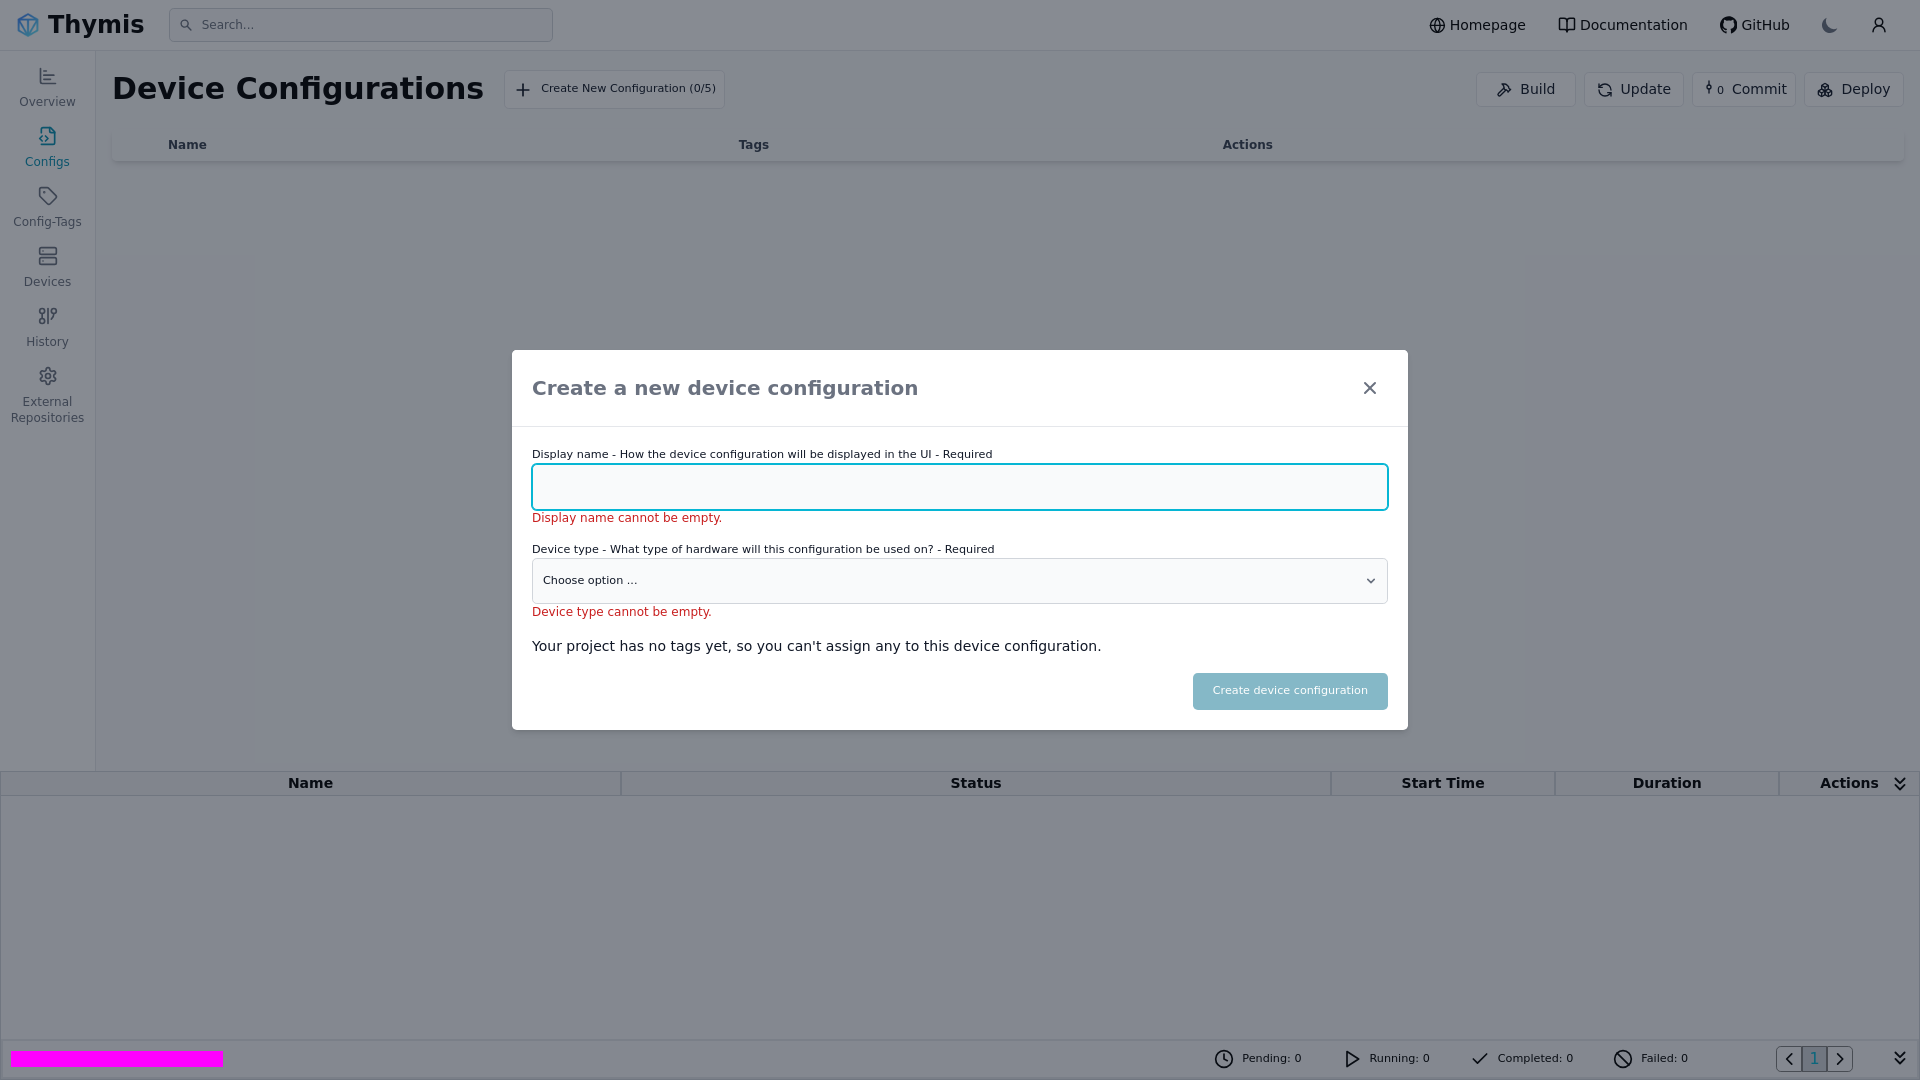 Thymis
Search...
Homepage
Documentation
GitHub
Overview
Configs
Config-Tags
Devices
History
External
Repositories
Device Configurations
Create New Configuration (0/5)
Build
Update
0 Commit
Deploy
Name
Tags
Actions
Create a new device configuration
Display name - How the device configuration will be displayed in the UI - Required
Display name cannot be empty.
Device type - What type of hardware will this configuration be used on? - Required
Choose option ...
Device type cannot be empty.
Your project has no tags yet, so you can't assign any to this device configuration.
Create device configuration
Name
Status
Start Time
Duration
Actions
Pending: 0
Running: 0
Completed: 0
Failed: 0
1